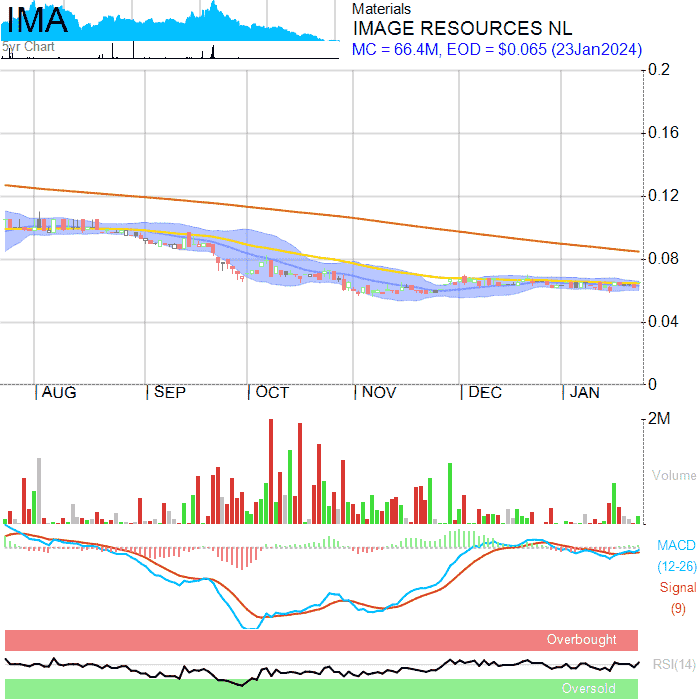 IMA
5yr Chart
Materials
IMAGE RESOURCES NL
MC = 66.4M, EOD = $0.065 (23Jan2024)
0.2
0.16
0.12
0.08
0.04
0
AUG SEP OCT NOV DEC JAN
2M
Volume
MACD
(12-26)
Signal
(9)
Overbought
RSI(14)
Oversold